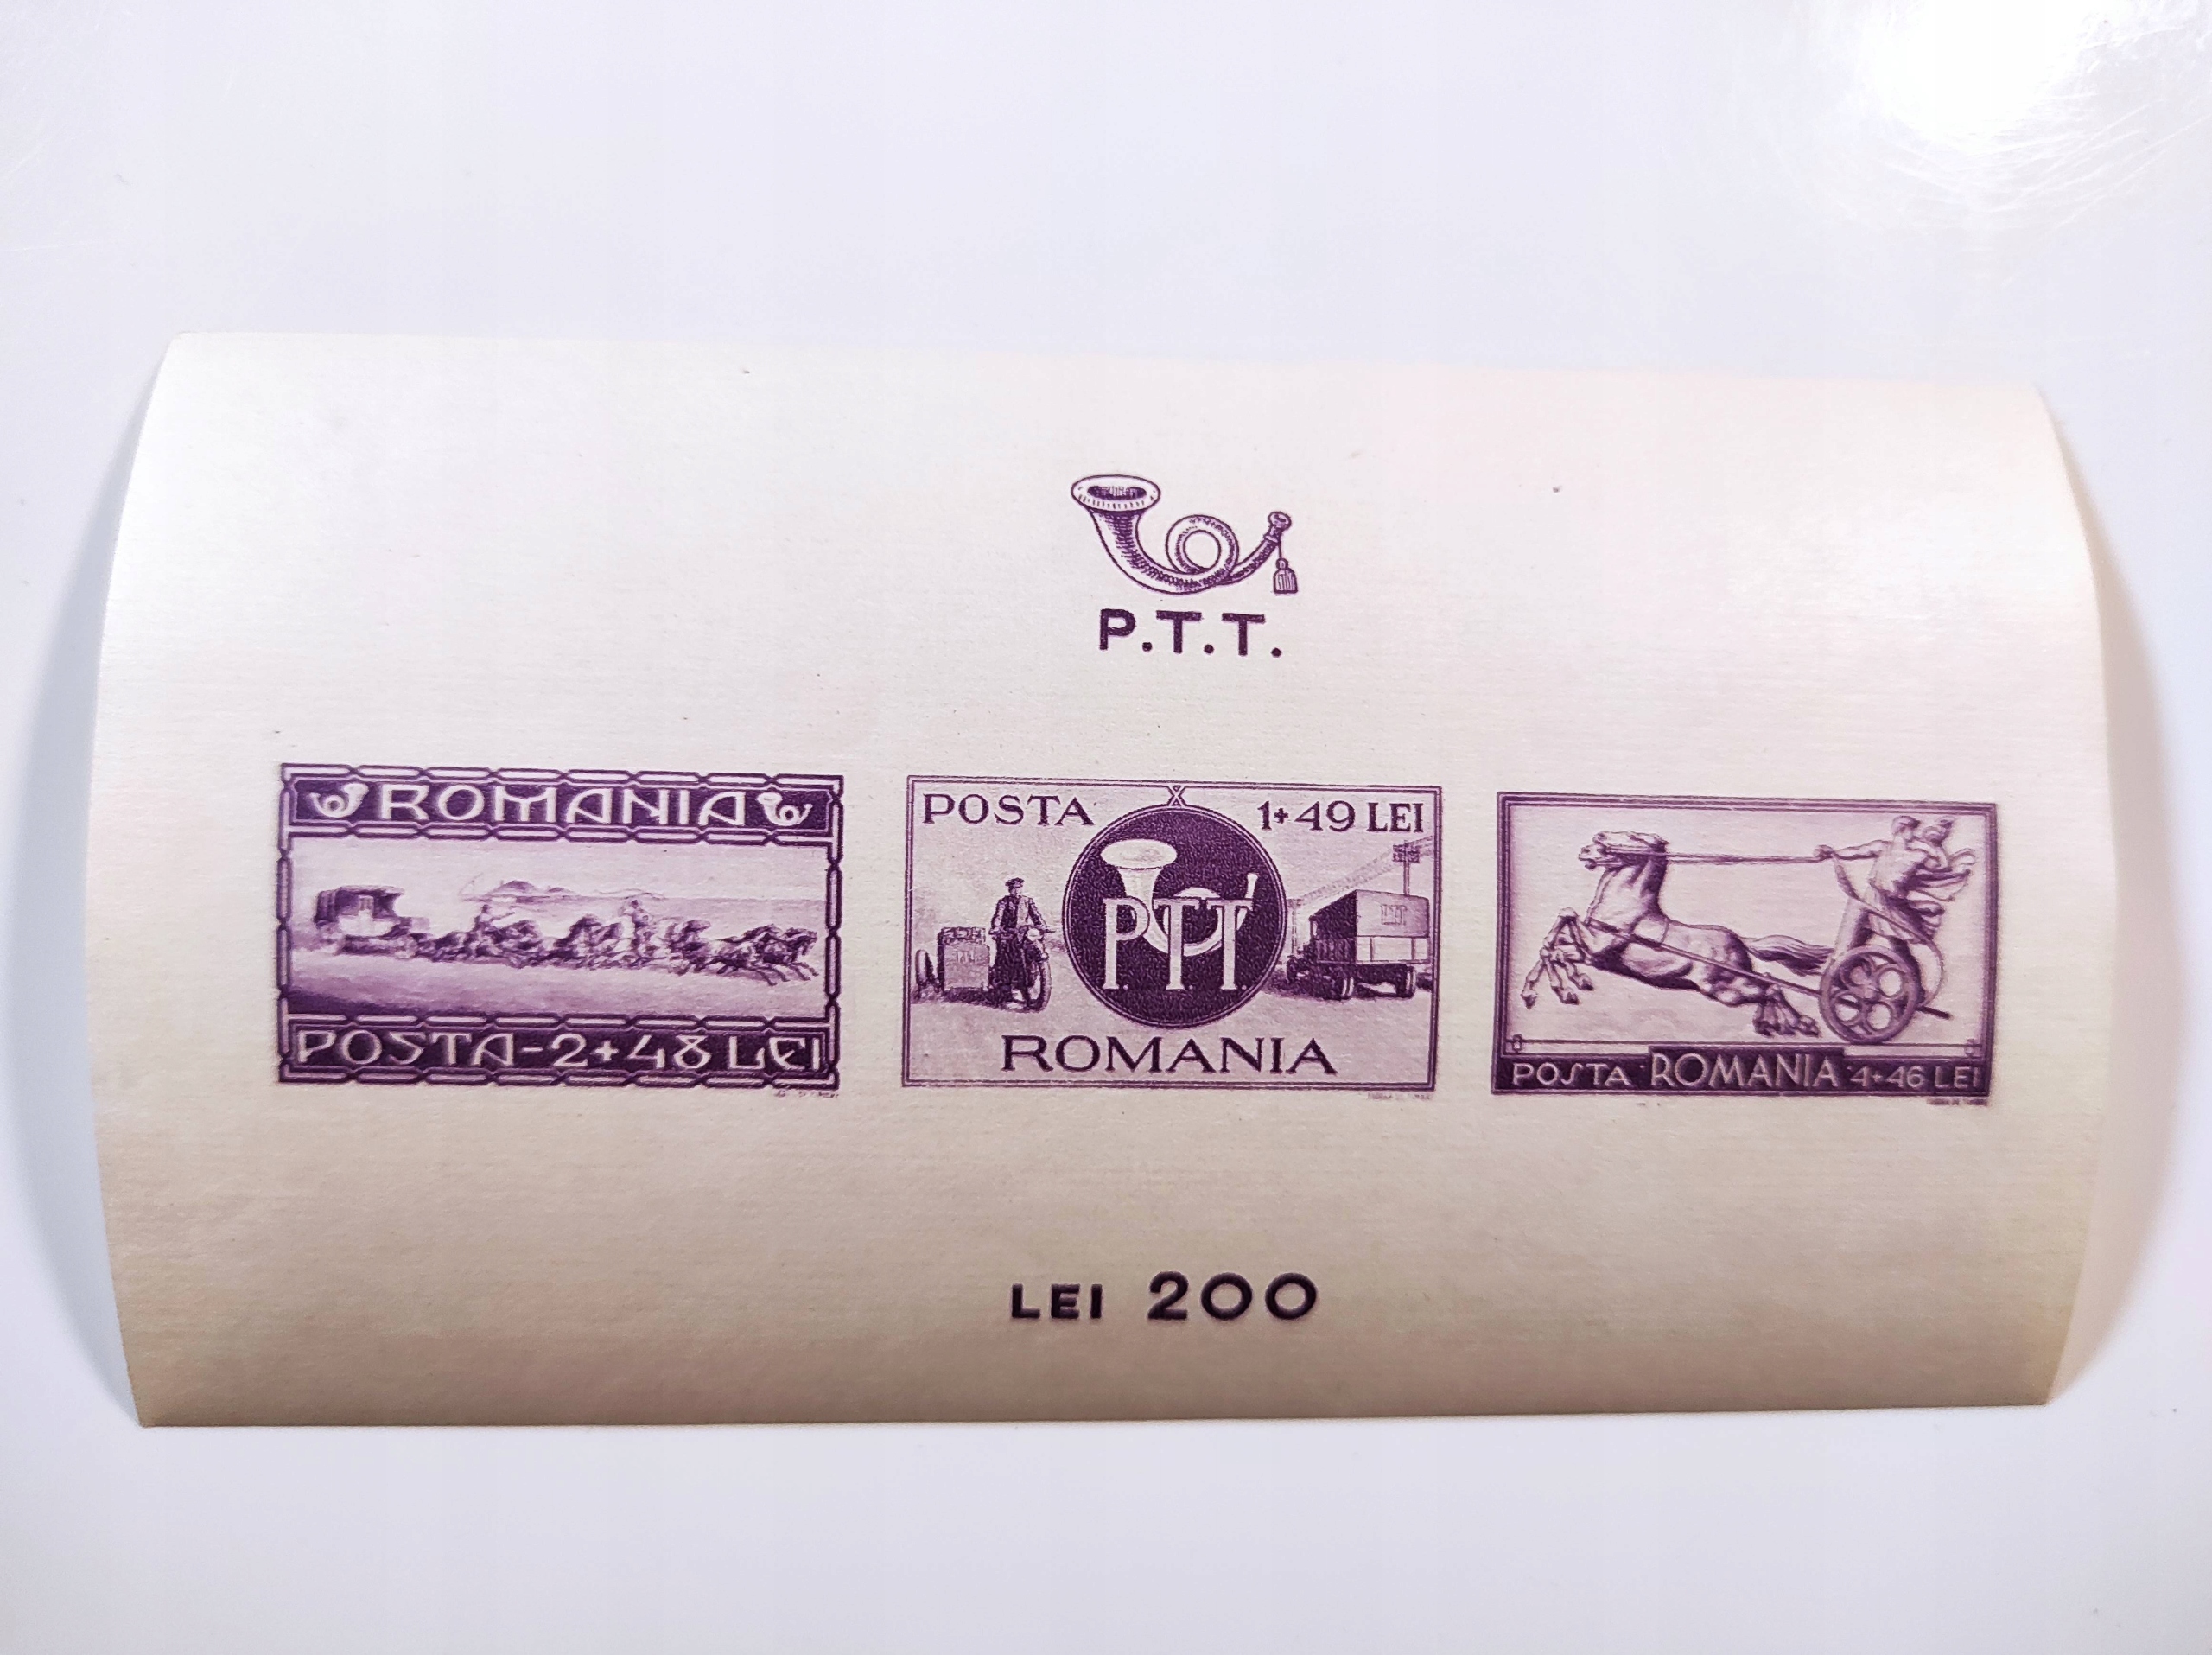 P.T.T.
ROMANIA
POSTA-2+48 LEI
POSTA 1+49 LEI
P.T.T.
PTT
ROMANIA
POSTA ROMANIA 4+46 LEI
LEI 200